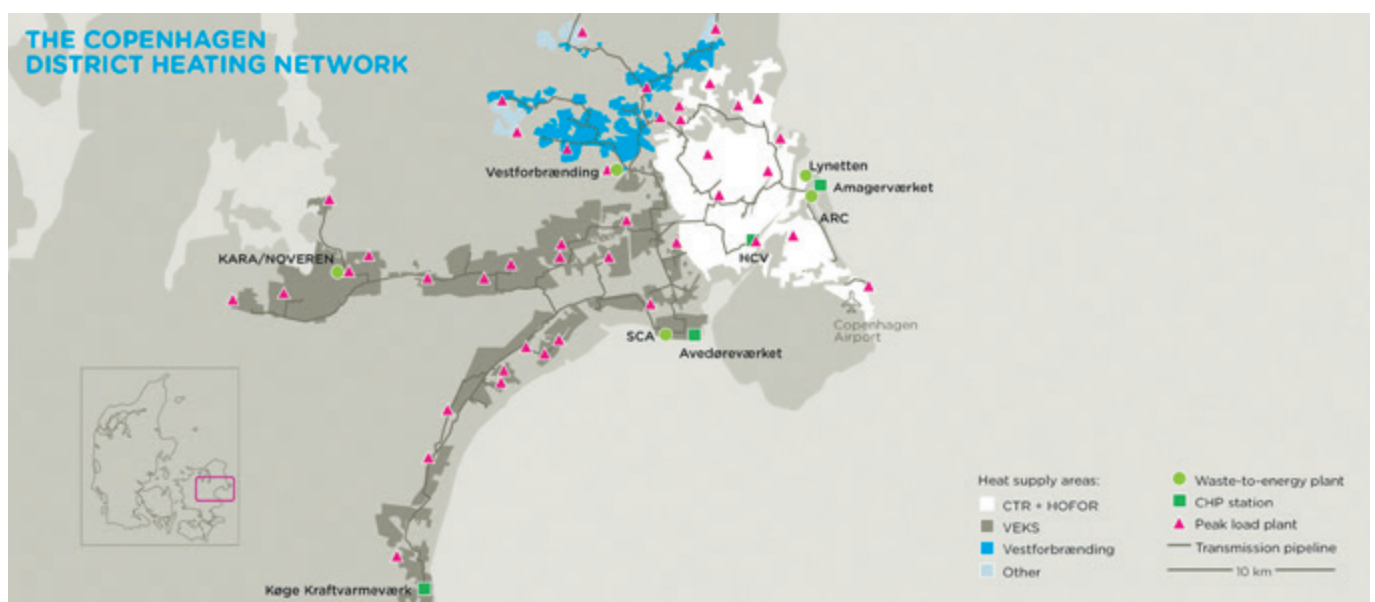 THE COPENHAGEN
DISTRICT HEATING NETWORK
Vestforbrænding
Lynetten
Amagerværket
ARC
HCV
KARA/NOVEREN
Copenhagen
Airport
SCA
Avedøreværket
Køge Kraftvarmeværk
Heat supply areas:
CTR + HOFOR
VEKS
Vestforbrænding
Other
Waste-to-energy plant
CHP station
Peak load plant
Transmission pipeline
10 km